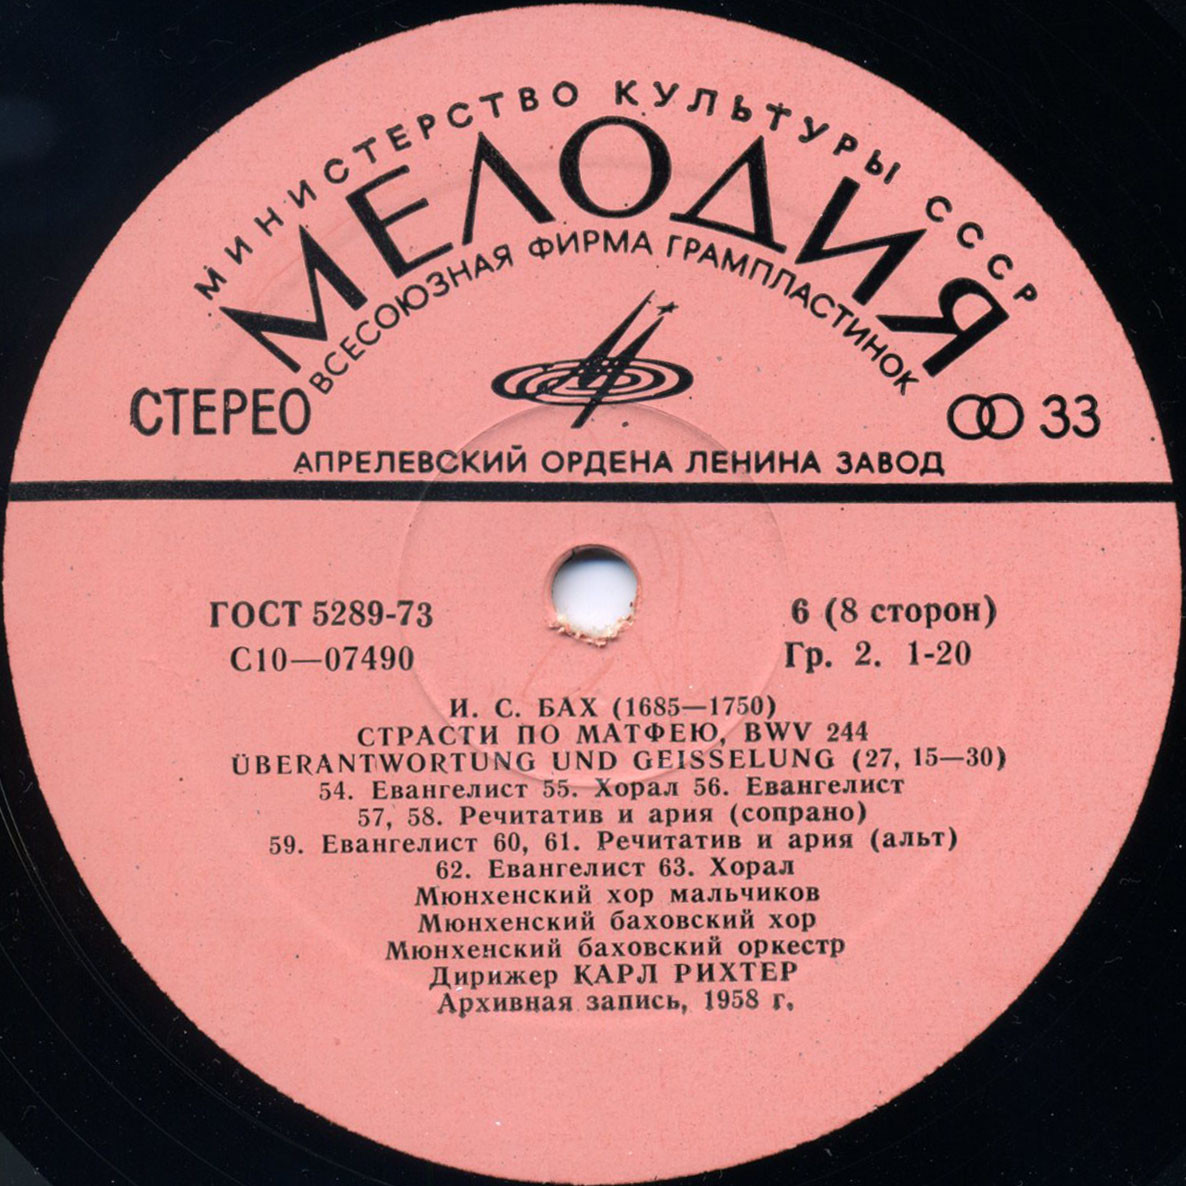 МИНИСТЕРСТВО КУЛЬТУРЫ СССР
МЕЛОДИЯ
ВСЕСОЮЗНАЯ ФИРМА ГРАМПЛАСТИНОК
СТЕРЕО
33
АПРЕЛЕВСКИЙ ОРДЕНА ЛЕНИНА ЗАВОД
ГОСТ 5289-73
6 (8 сторон)
С10—07490
Гр. 2. 1-20
И. С. БАХ (1685—1750)
СТРАСТИ ПО МАТФЕЮ, BWV 244
ÜBERANTWORTUNG UND GEISSELUNG (27, 15—30)
54. Евангелист 55. Хорал 56. Евангелист
57, 58. Речитатив и ария (сопрано)
59. Евангелист 60, 61. Речитатив и ария (альт)
62. Евангелист 63. Хорал
Мюнхенский хор мальчиков
Мюнхенский баховский хор
Мюнхенский баховский оркестр
Дирижер КАРЛ РИХТЕР
Архивная запись, 1958 г.